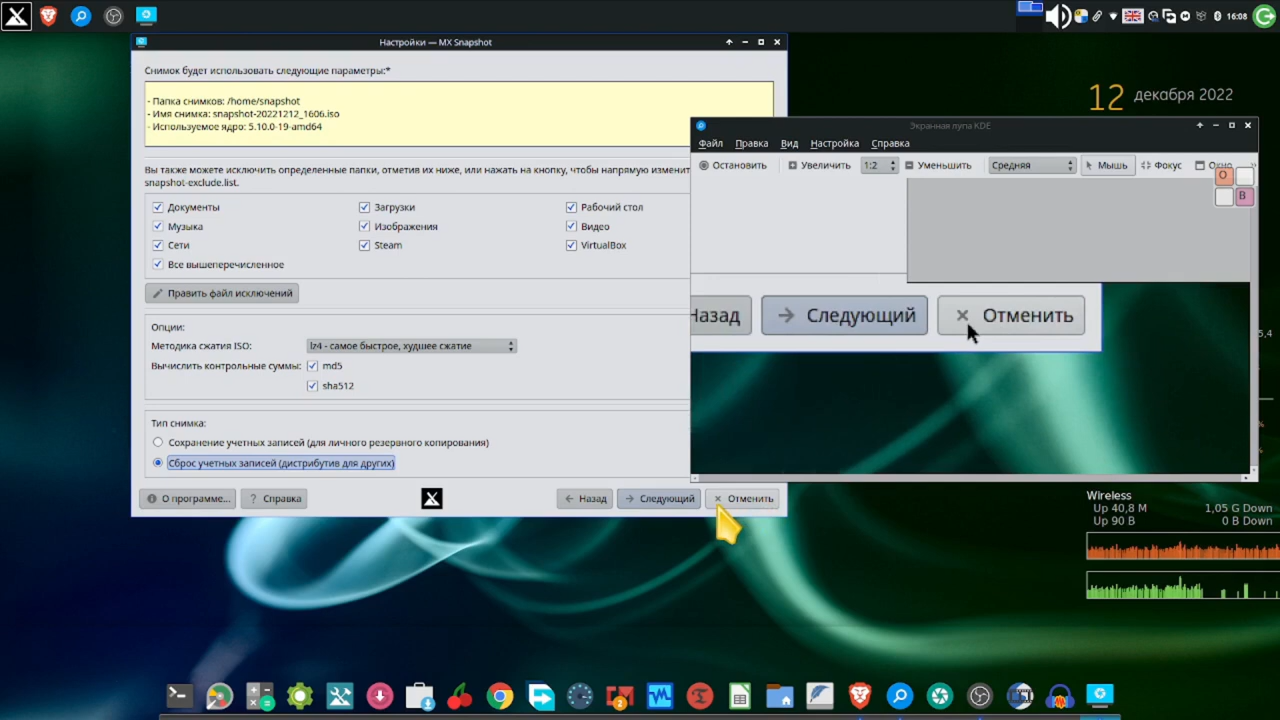 16:08
Настройки — MX Snapshot
Снимок будет использовать следующие параметры:*
- Папка снимков: /home/snapshot
- Имя снимка: snapshot-20221212_1606.iso
- Используемое ядро: 5.10.0-19-amd64
Вы также можете исключить определенные папки, отметив их ниже, или нажать на кнопку, чтобы напрямую изменит
snapshot-exclude.list.
Документы Загрузки Рабочий стол
Музыка Изображения Видео
Сети Steam VirtualBox
Все вышеперечисленное
Править файл исключений
Опции:
Методика сжатия ISO: lz4 - самое быстрое, худшее сжатие
Вычислить контрольные суммы: md5
sha512
Тип снимка:
Сохранение учетных записей (для личного резервного копирования)
Сброс учетных записей (дистрибутив для других)
О программе... ? Справка Назад Следующий Отменить
12 декабря 2022
Экранная лупа KDE
Файл Правка Вид Настройка Справка
Остановить Увеличить 1:2 Уменьшить Средняя Мышь Фокус
O
B
Назад Следующий Отменить
5,4
%
%
Wireless
Up 40,8 M 1,05 G Down
Up 90 B 0 B Down
2